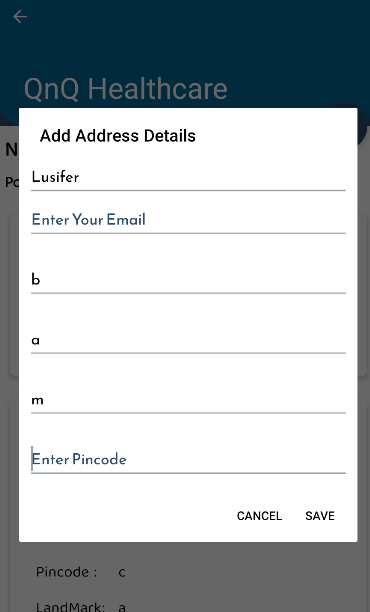 QnQ Healthcare
Add Address Details
Lusifer
Enter Your Email
b
a
m
Enter Pincode
CANCEL SAVE
Pincode : c
LandMark: a